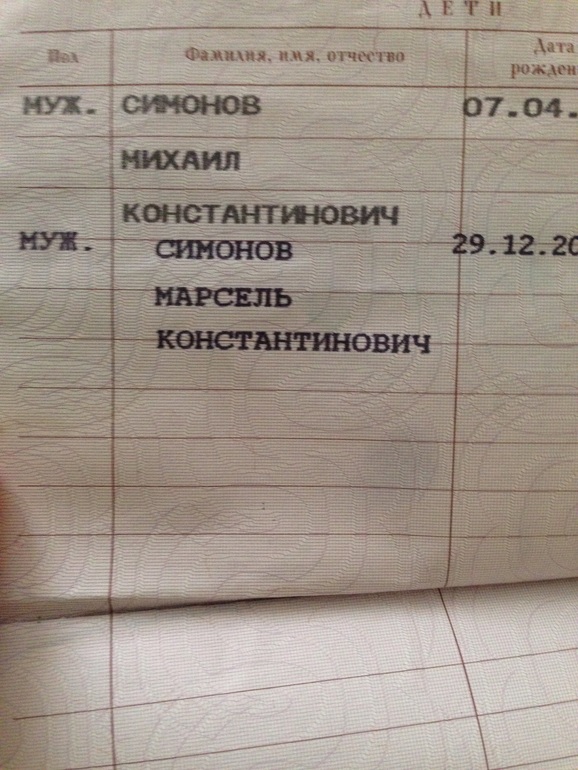 ДЕТИ
Пол Фамилия, имя, отчество Дата рожден
МУЖ. СИМОНОВ 07.04.
МИХАИЛ
КОНСТАНТИНОВИЧ
МУЖ. СИМОНОВ 29.12.20
МАРСЕЛЬ
КОНСТАНТИНОВИЧ